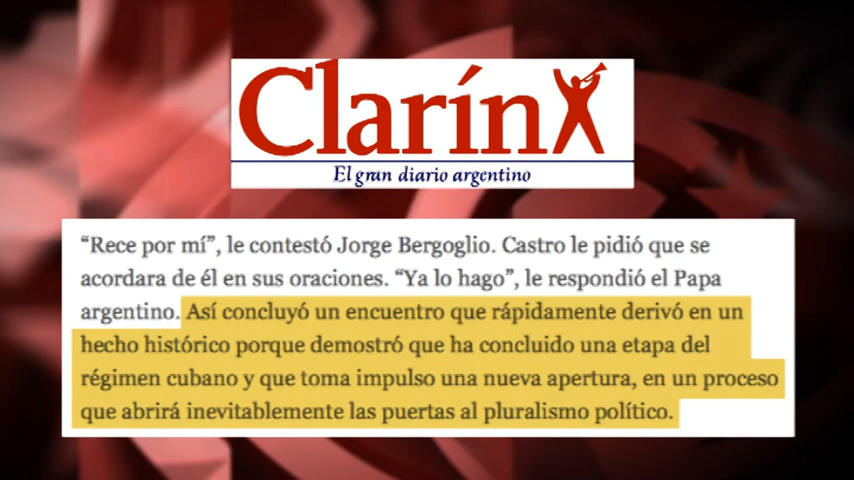 Clarín
El gran diario argentino
“Rece por mí”, le contestó Jorge Bergoglio. Castro le pidió que se
acordara de él en sus oraciones. “Ya lo hago”, le respondió el Papa
argentino. Así concluyó un encuentro que rápidamente derivó en un
hecho histórico porque demostró que ha concluido una etapa del
régimen cubano y que toma impulso una nueva apertura, en un proceso
que abrirá inevitablemente las puertas al pluralismo político.